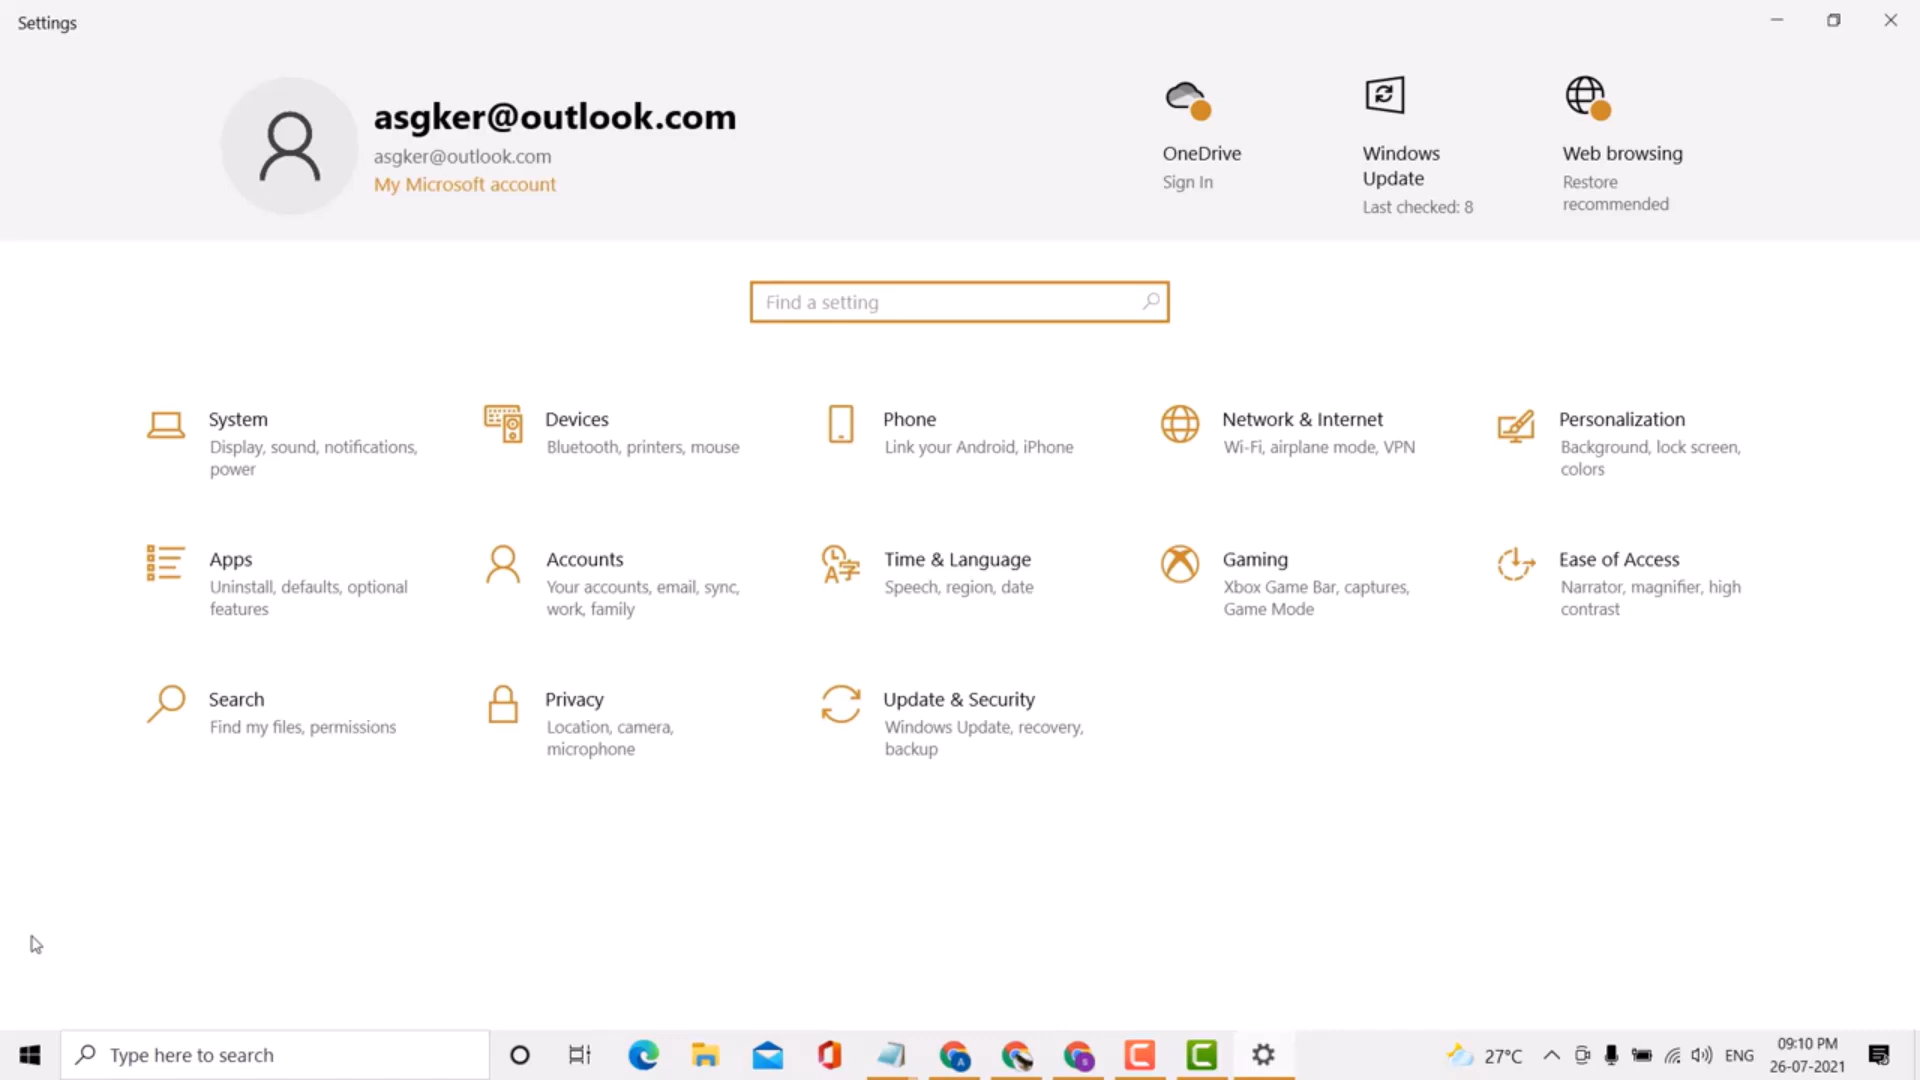 Settings
asgker@outlook.com
asgker@outlook.com
My Microsoft account
OneDrive
Sign In
Windows
Update
Last checked: 8
Web browsing
Restore
recommended
Find a setting
System
Display, sound, notifications,
power
Devices
Bluetooth, printers, mouse
Phone
Link your Android, iPhone
Network & Internet
Wi-Fi, airplane mode, VPN
Personalization
Background, lock screen,
colors
Apps
Uninstall, defaults, optional
features
Accounts
Your accounts, email, sync,
work, family
Time & Language
Speech, region, date
Gaming
Xbox Game Bar, captures,
Game Mode
Ease of Access
Narrator, magnifier, high
contrast
Search
Find my files, permissions
Privacy
Location, camera,
microphone
Update & Security
Windows Update, recovery,
backup
Type here to search
27°C
ENG
09:10 PM
26-07-2021